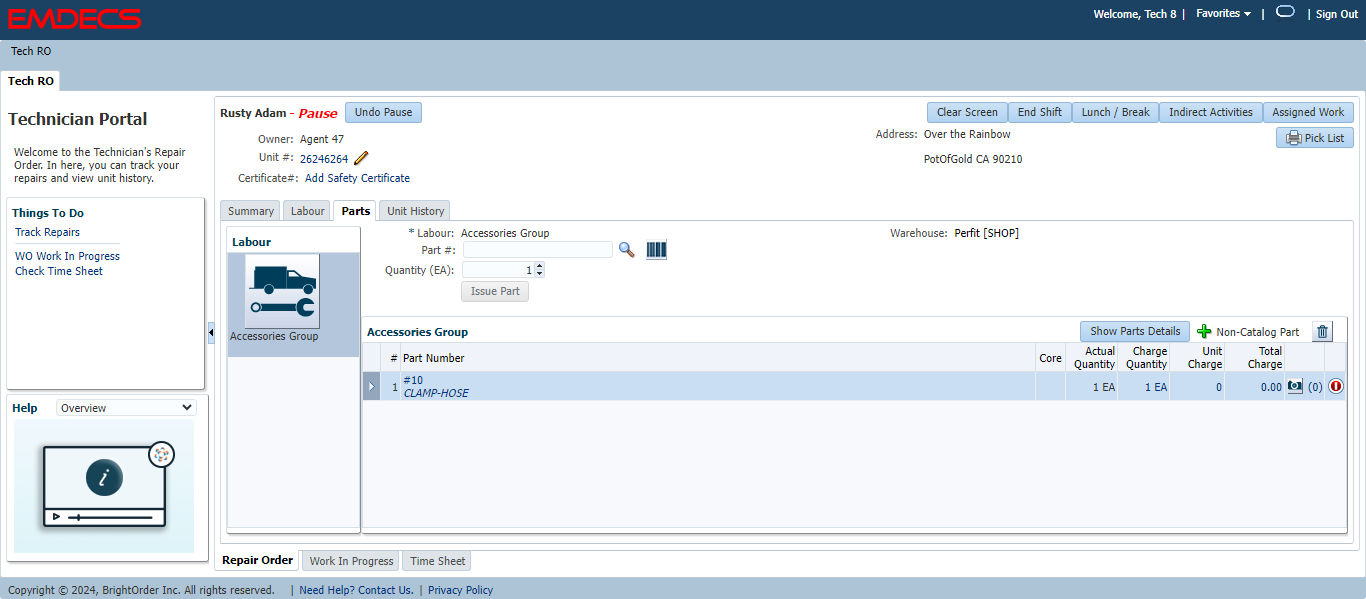 EMDECS
Welcome, Tech 8 | Favorites | | Sign Out
Tech RO
Tech RO
Technician Portal
Welcome to the Technician's Repair
Order. In here, you can track your
repairs and view unit history.
Things To Do
Track Repairs
WO Work In Progress
Check Time Sheet
Help Overview
i
Rusty Adam - Pause Undo Pause
Clear Screen End Shift Lunch / Break Indirect Activities Assigned Work
Owner: Agent 47
Address: Over the Rainbow
Pick List
Unit #: 26246264
PotOfGold CA 90210
Certificate#: Add Safety Certificate
Summary Labour Parts Unit History
Labour
Accessories Group
* Labour: Accessories Group
Warehouse: Perfit [SHOP]
Part #:
Quantity (EA): 1
Issue Part
Accessories Group
Show Parts Details Non-Catalog Part
# Part Number Core Actual Quantity Charge Quantity Unit Charge Total Charge
1 #10 1 EA 1 EA 0 0.00 (0)
CLAMP-HOSE
Repair Order Work In Progress Time Sheet
Copyright © 2024, BrightOrder Inc. All rights reserved. | Need Help? Contact Us. | Privacy Policy